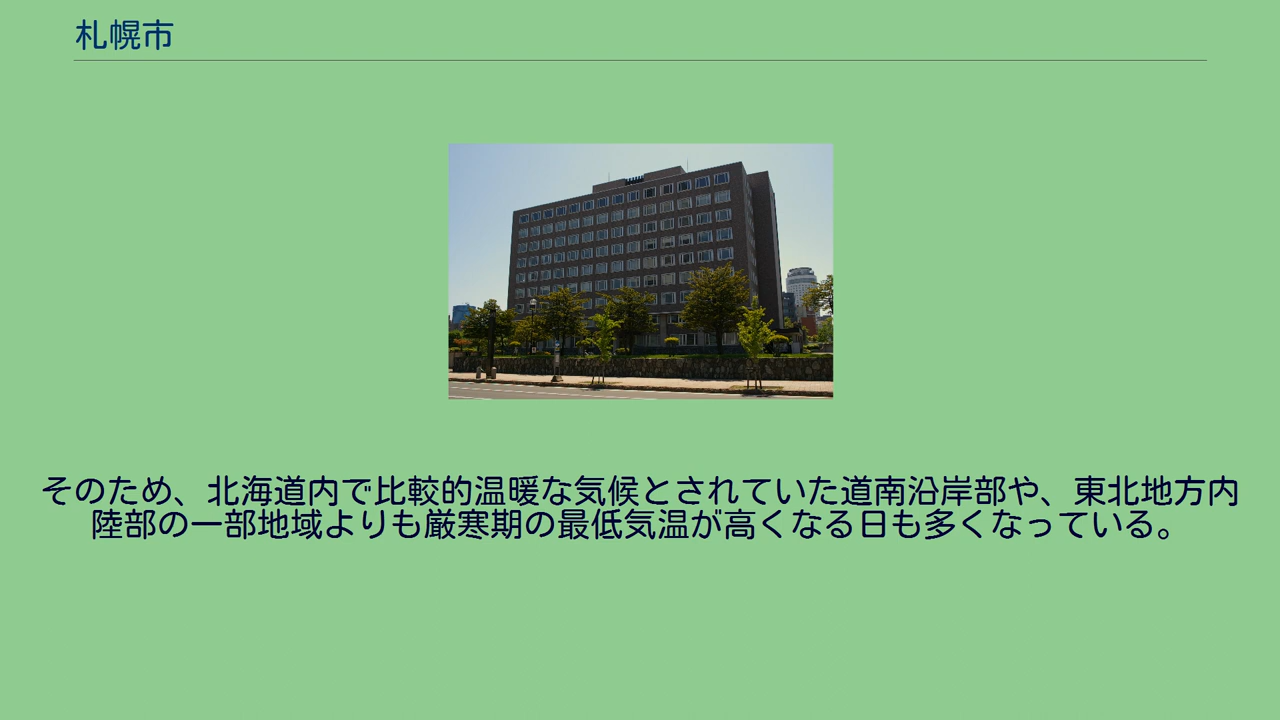 札幌市
そのため、北海道内で比較的温暖な気候とされていた道南沿岸部や、東北地方内
陸部の一部地域よりも厳寒期の最低気温が高くなる日も多くなっている。